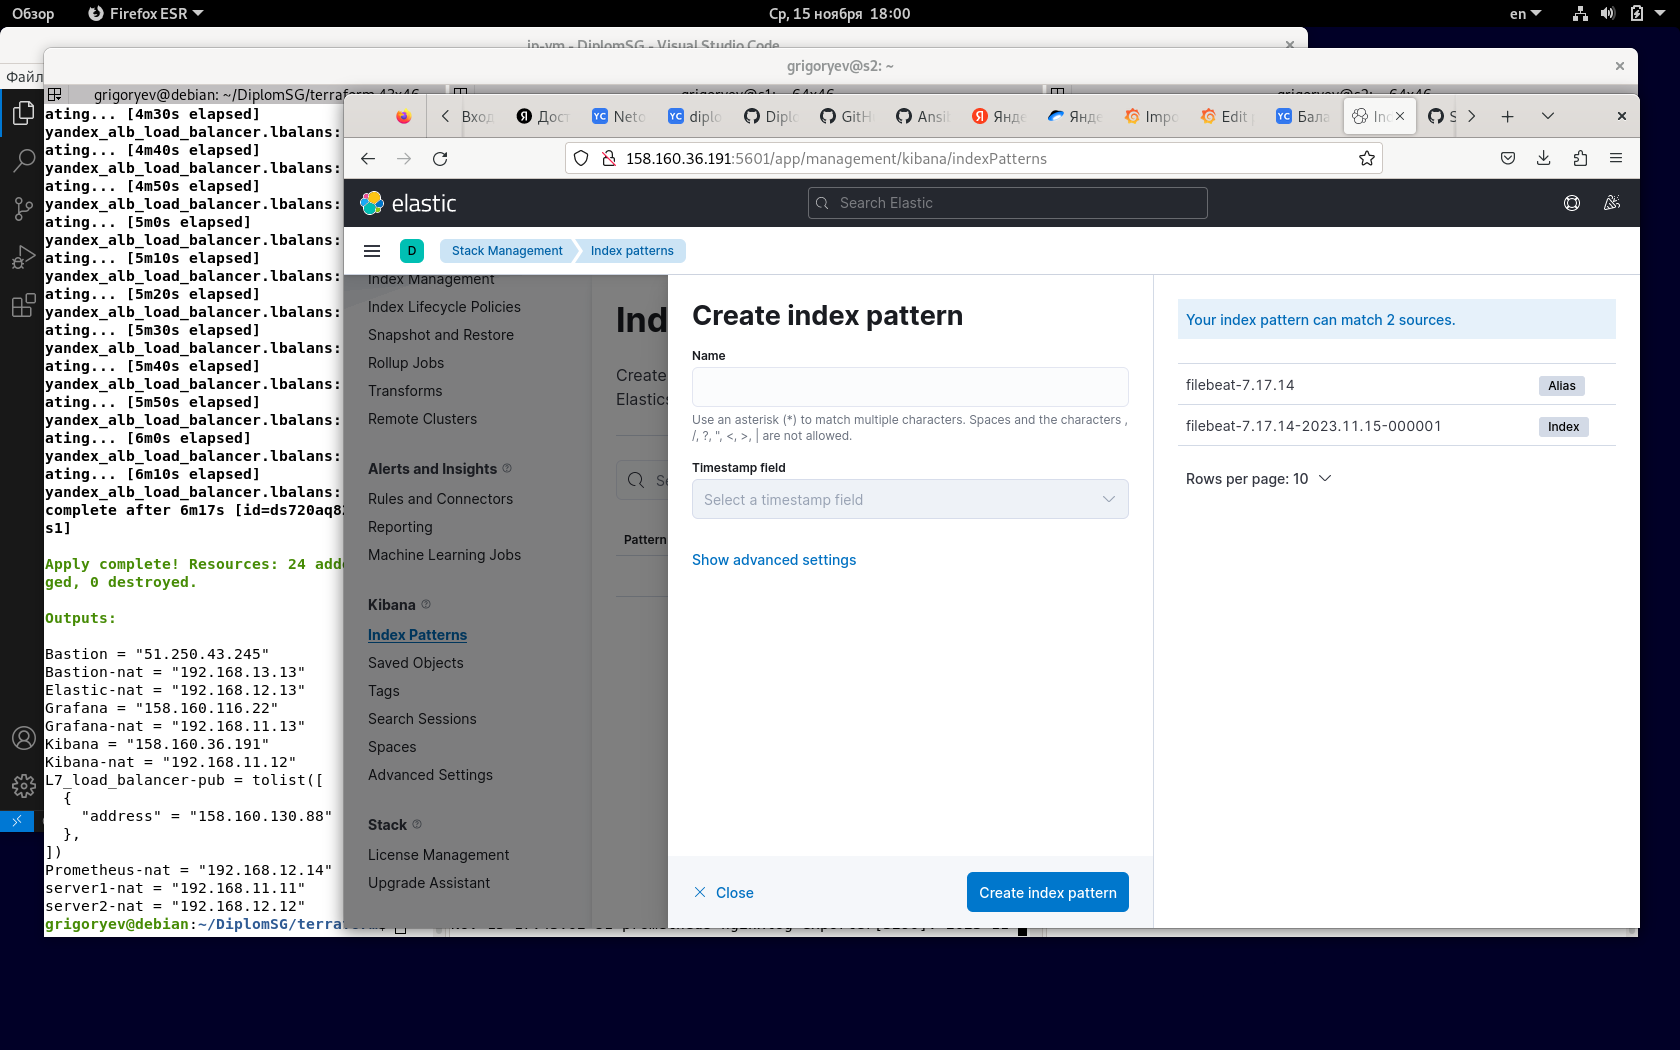 Обзор
Firefox ESR
Ср, 15 ноября 18:00
en
ip-vm - DiplomSG - Visual Studio Code
Файл
grigoryev@s2: ~
grigoryev@debian: ~/DiplomSG/terraform 43x46
ating... [4m30s elapsed]
yandex_alb_load_balancer.lbalans:
ating... [4m40s elapsed]
yandex_alb_load_balancer.lbalans:
ating... [4m50s elapsed]
yandex_alb_load_balancer.lbalans:
ating... [5m0s elapsed]
yandex_alb_load_balancer.lbalans:
ating... [5m10s elapsed]
yandex_alb_load_balancer.lbalans:
ating... [5m20s elapsed]
yandex_alb_load_balancer.lbalans:
ating... [5m30s elapsed]
yandex_alb_load_balancer.lbalans:
ating... [5m40s elapsed]
yandex_alb_load_balancer.lbalans:
ating... [5m50s elapsed]
yandex_alb_load_balancer.lbalans:
ating... [6m0s elapsed]
yandex_alb_load_balancer.lbalans:
ating... [6m10s elapsed]
yandex_alb_load_balancer.lbalans:
complete after 6m17s [id=ds720aq82
s1]
Apply complete! Resources: 24 adde
ged, 0 destroyed.
Outputs:
Bastion = "51.250.43.245"
Bastion-nat = "192.168.13.13"
Elastic-nat = "192.168.12.13"
Grafana = "158.160.116.22"
Grafana-nat = "192.168.11.13"
Kibana = "158.160.36.191"
Kibana-nat = "192.168.11.12"
L7_load_balancer-pub = tolist([
{
"address" = "158.160.130.88"
},
])
Prometheus-nat = "192.168.12.14"
server1-nat = "192.168.11.11"
server2-nat = "192.168.12.12"
grigoryev@debian:~/DiplomSG/terraform$
Вход
Дост
YC Neto
YC diplo
Diplo
GitH
Ansil
Янде
Янде
Impo
Edit
YC Бала
In
S
158.160.36.191:5601/app/management/kibana/indexPatterns
elastic
Search Elastic
D
Stack Management
Index patterns
Index Management
Index Lifecycle Policies
Snapshot and Restore
Rollup Jobs
Transforms
Remote Clusters
Alerts and Insights
Rules and Connectors
Reporting
Machine Learning Jobs
Kibana
Index Patterns
Saved Objects
Tags
Search Sessions
Spaces
Advanced Settings
Stack
License Management
Upgrade Assistant
Ind
Create
Elastics
Se
Pattern
Create index pattern
Name
Use an asterisk (*) to match multiple characters. Spaces and the characters ,
/, ?, ", <, >, | are not allowed.
Timestamp field
Select a timestamp field
Show advanced settings
Close
Create index pattern
Your index pattern can match 2 sources.
filebeat-7.17.14
Alias
filebeat-7.17.14-2023.11.15-000001
Index
Rows per page: 10